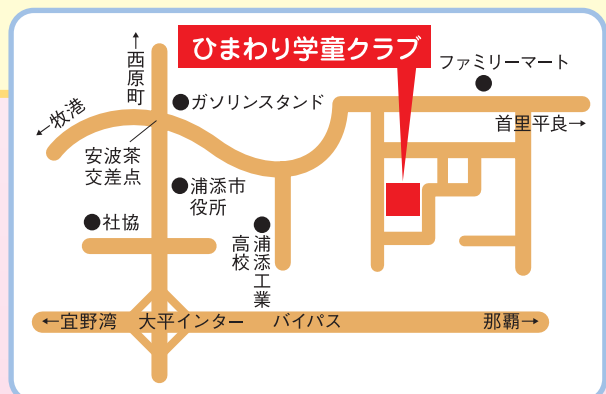 ひまわり学童クラブ
↑西原町
ファミリーマート
●ガソリンスタンド
←牧港
首里平良→
安波茶
交差点
●浦添市
役所
●社協
浦添工業
高校
←宜野湾
大平インター
バイパス
那覇→